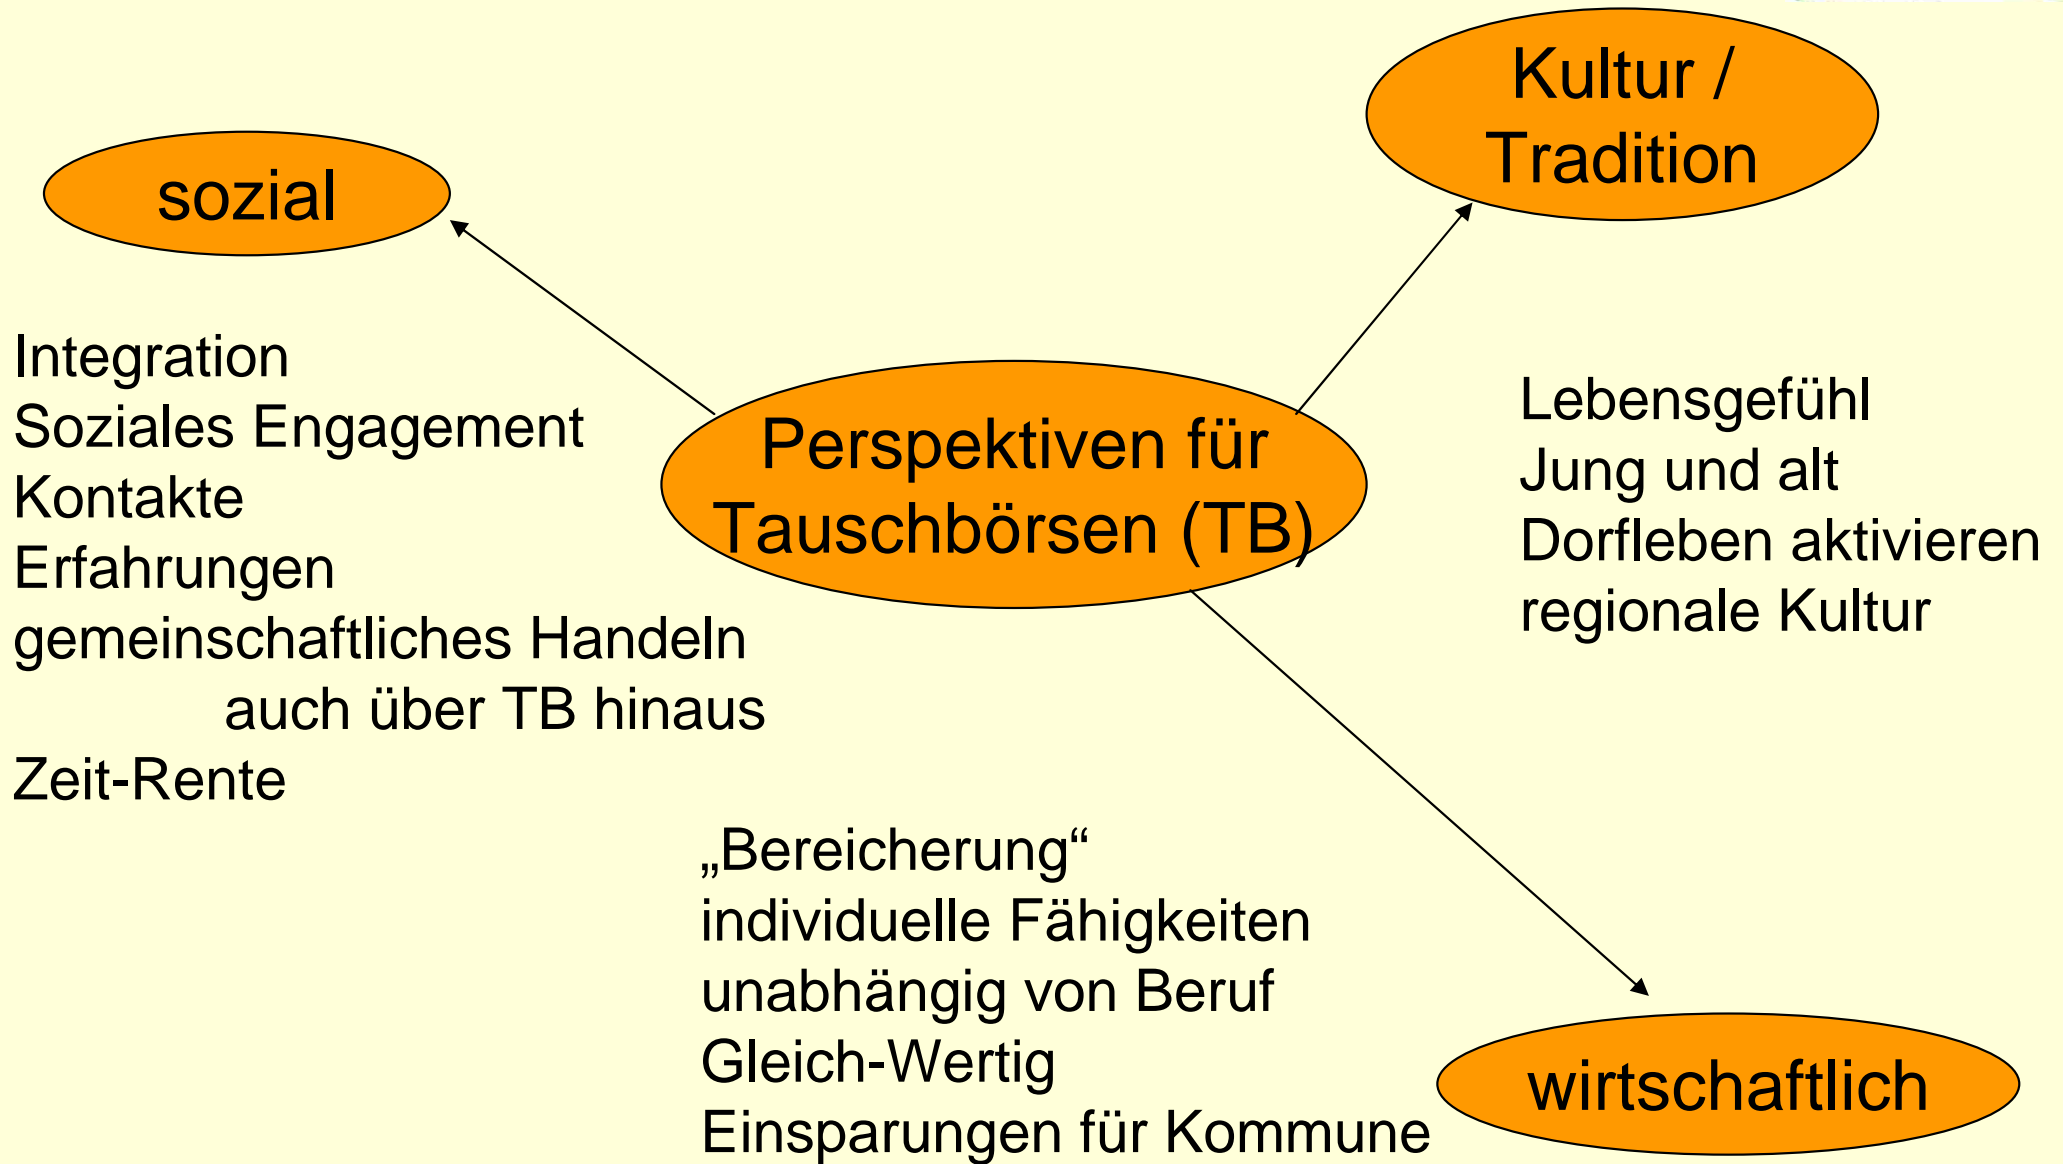 Kultur /
Tradition
sozial
Integration
Soziales Engagement
Kontakte
Erfahrungen
gemeinschaftliches Handeln
auch über TB hinaus
Zeit-Rente
Perspektiven für
Tauschbörsen (TB)
Lebensgefühl
Jung und alt
Dorfleben aktivieren
regionale Kultur
„Bereicherung“
individuelle Fähigkeiten
unabhängig von Beruf
Gleich-Wertig
Einsparungen für Kommune
wirtschaftlich